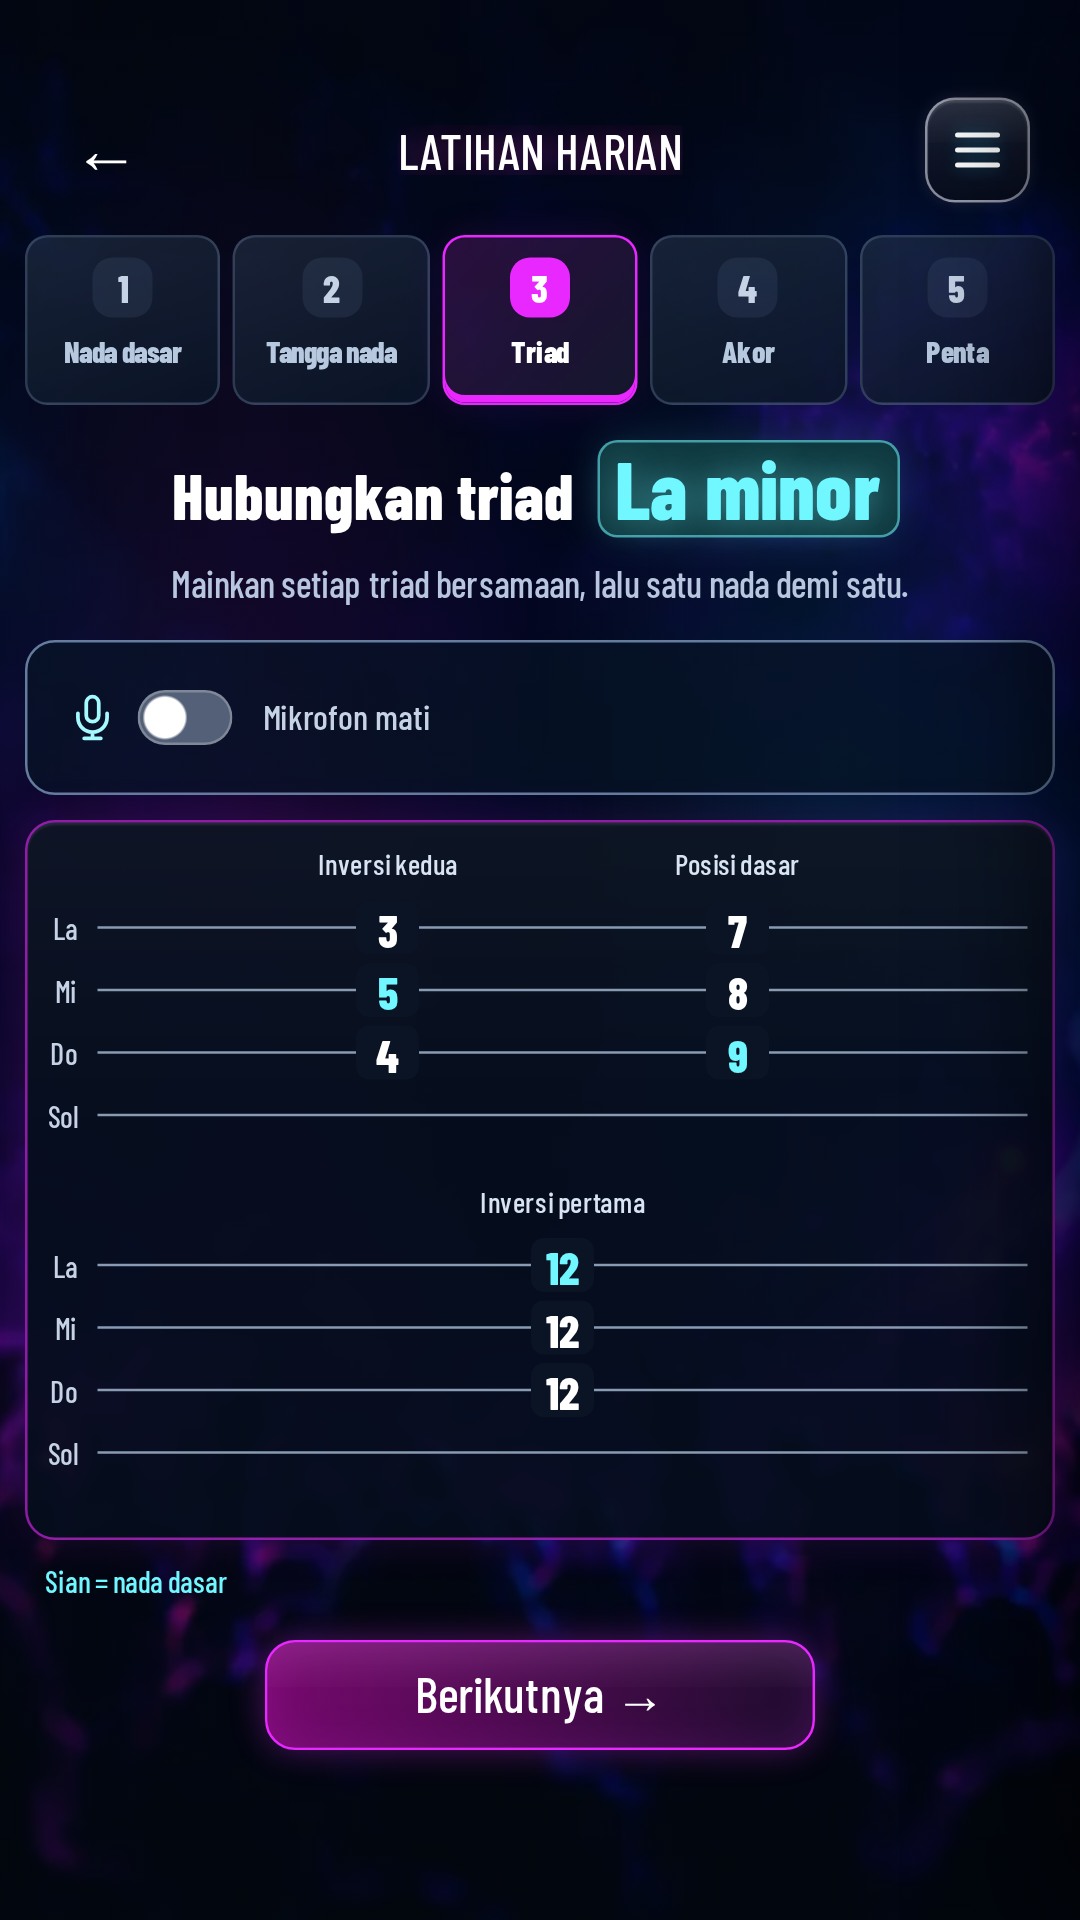 ←
LATIHAN HARIAN
1
Nada dasar
2
Tangga nada
3
Triad
4
Akor
5
Penta
Hubungkan triad La minor
Mainkan setiap triad bersamaan, lalu satu nada demi satu.
Mikrofon mati
Inversi kedua Posisi dasar
La 3 7
Mi 5 8
Do 4 9
Sol
Inversi pertama
La 12
Mi 12
Do 12
Sol
Sian = nada dasar
Berikutnya →